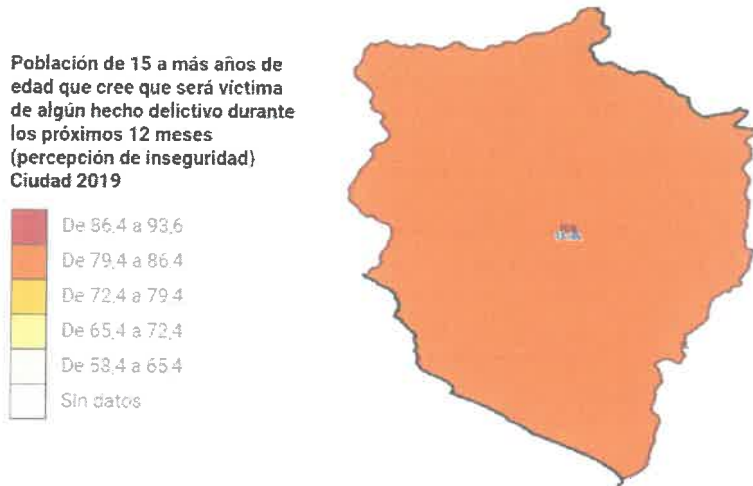 Población de 15 a más años de
edad que cree que será víctima
de algún hecho delictivo durante
los próximos 12 meses
(percepción de inseguridad)
Ciudad 2019
De 86,4 a 93,6
De 79,4 a 86.4
De 72,4 a 79.4
De 65,4 a 72,4
De 58,4 a 65.4
Sin datos